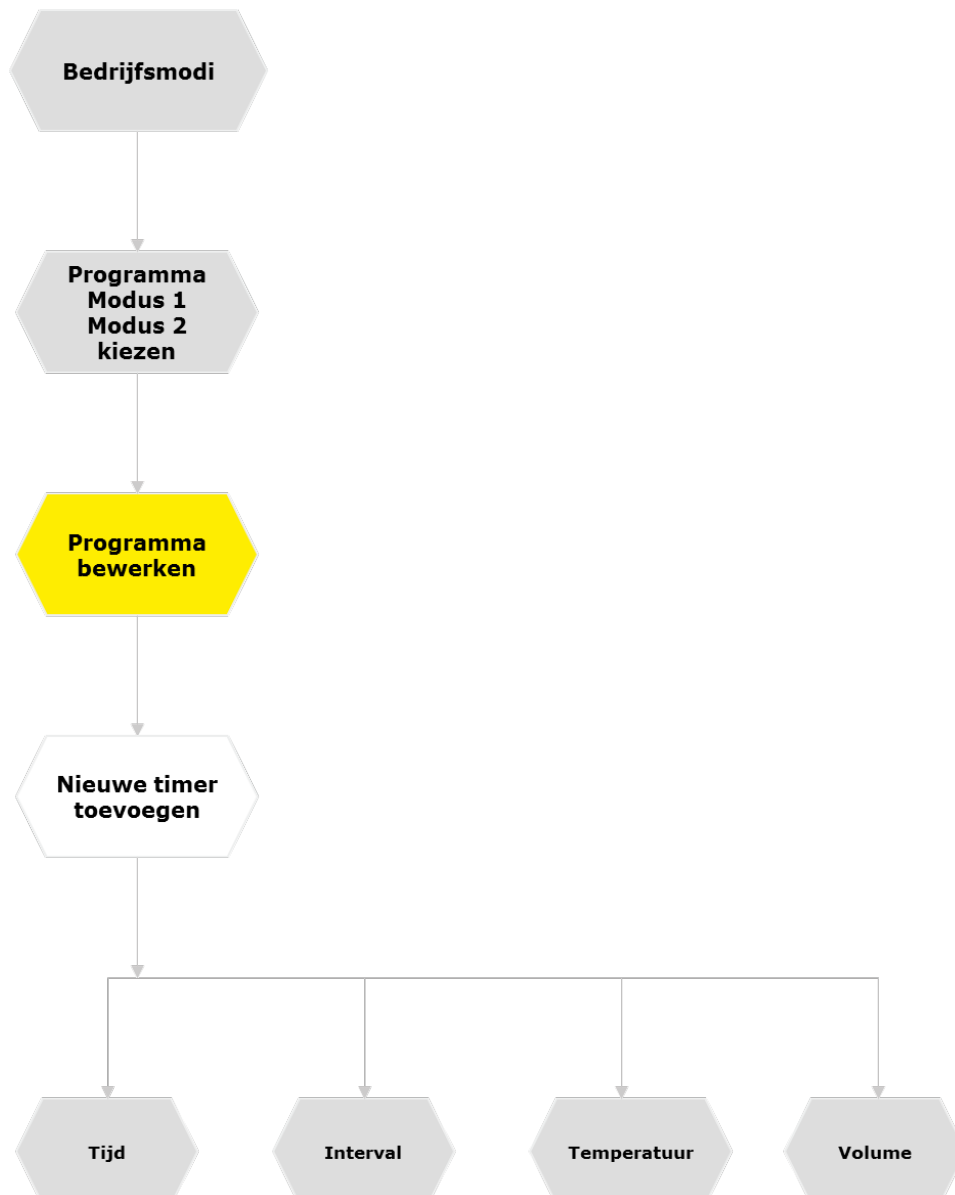 Bedrijfsmodi
Programma
Modus 1
Modus 2
kiezen
Programma
bewerken
Nieuwe timer
toevoegen
Tijd
Interval
Temperatuur
Volume